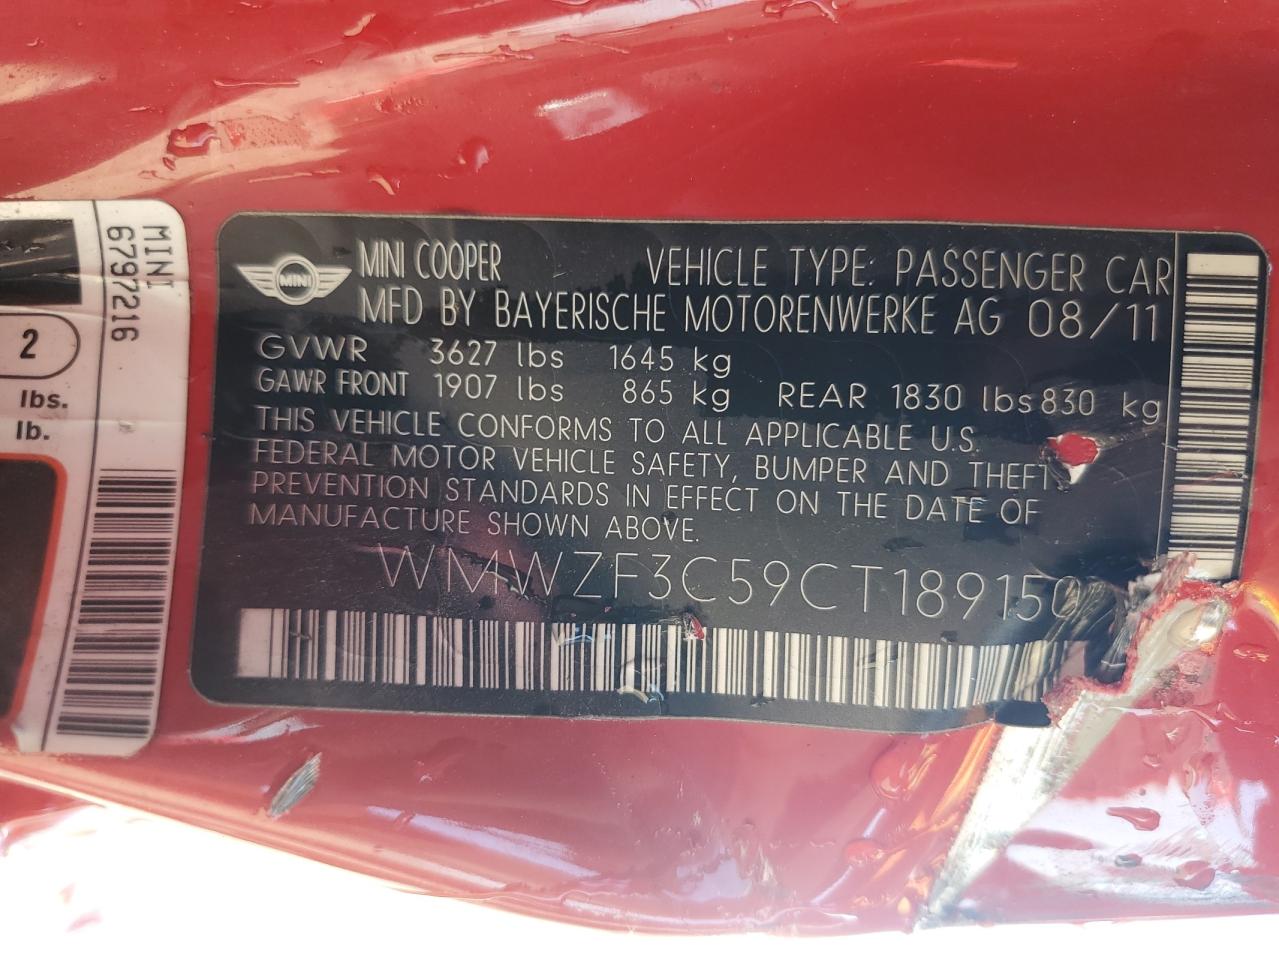 MINI
6797216
2
lbs.
lb.
MINI
MINI COOPER VEHICLE TYPE: PASSENGER CAR
MFD BY BAYERISCHE MOTORENWERKE AG 08/11
GVWR 3627 lbs 1645 kg
GAWR FRONT 1907 lbs 865 kg REAR 1830 lbs 830 kg
THIS VEHICLE CONFORMS TO ALL APPLICABLE U.S.
FEDERAL MOTOR VEHICLE SAFETY, BUMPER AND THEFT
PREVENTION STANDARDS IN EFFECT ON THE DATE OF
MANUFACTURE SHOWN ABOVE.
WMWZF3C59CT189150